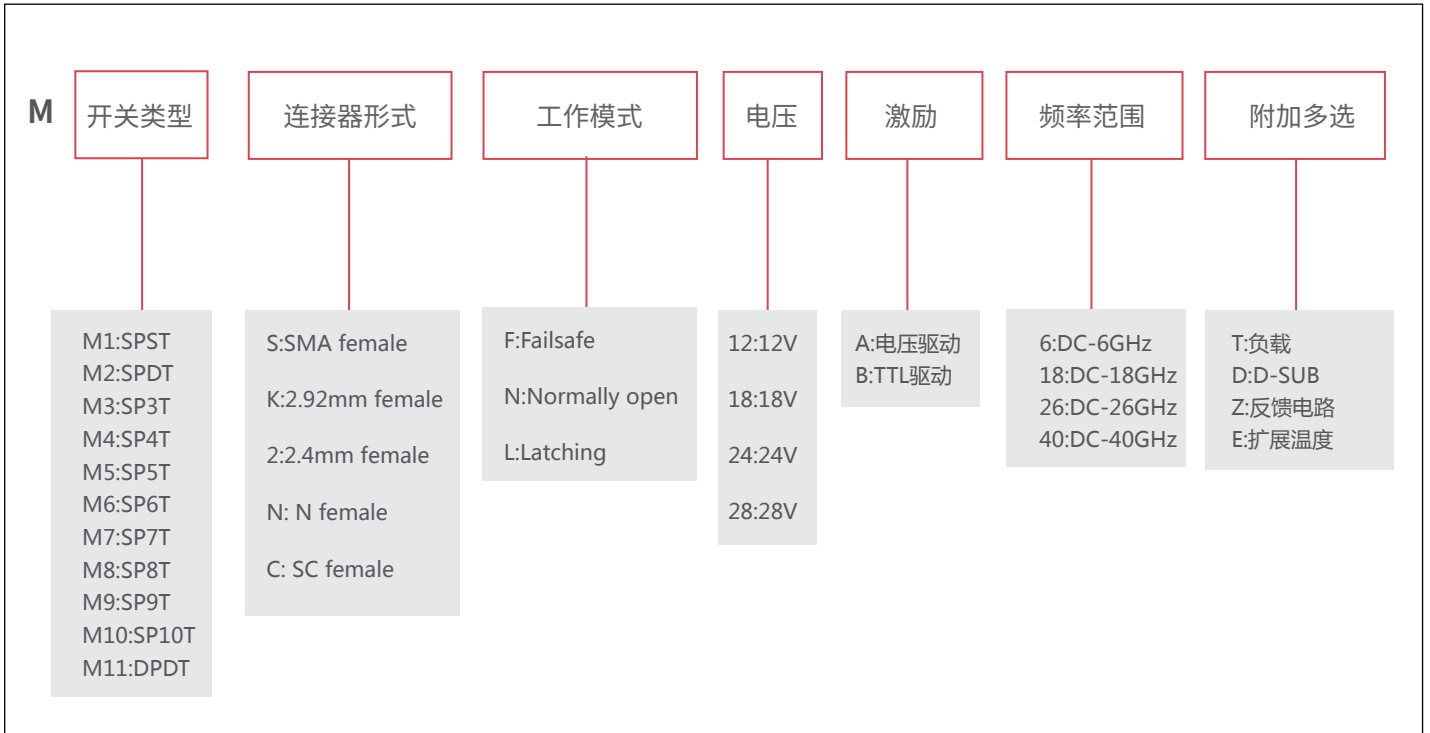 M
开关类型
连接器形式
工作模式
电压
激励
频率范围
附加多选
M1:SPST
M2:SPDT
M3:SP3T
M4:SP4T
M5:SP5T
M6:SP6T
M7:SP7T
M8:SP8T
M9:SP9T
M10:SP10T
M11:DPDT
S:SMA female
K:2.92mm female
2:2.4mm female
N: N female
C: SC female
F:Failsafe
N:Normally open
L:Latching
12:12V
18:18V
24:24V
28:28V
A:电压驱动
B:TTL驱动
6:DC-6GHz
18:DC-18GHz
26:DC-26GHz
40:DC-40GHz
T:负载
D:D-SUB
Z:反馈电路
E:扩展温度